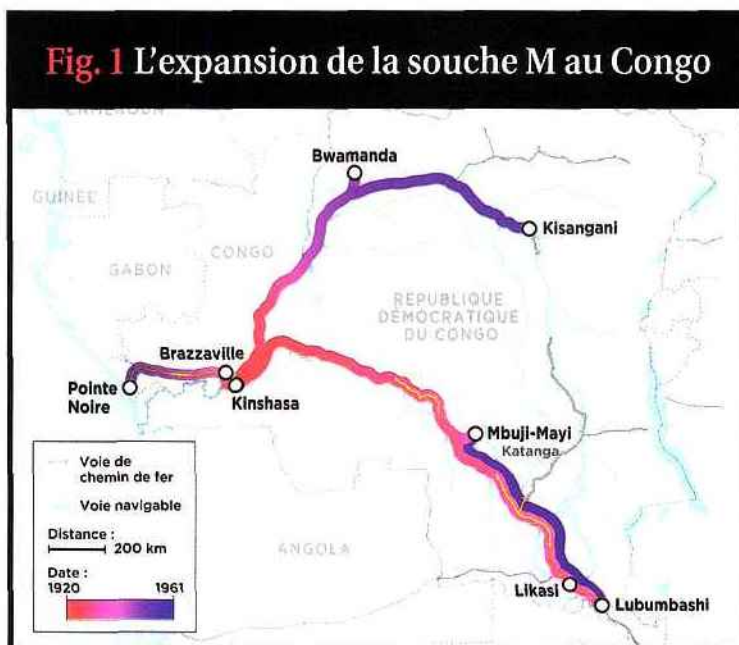 Fig. 1 L'expansion de la souche M au Congo
CAMEROUN
Bwamanda
GUINÉE
Kisangani
CONGO
GABON
RÉPUBLIQUE
DÉMOCRATIQUE
DU CONGO
Brazzaville
Pointe
Noire
Kinshasa
Mbuji-Mayi
Katanga
Voie de
chemin de fer
Voie navigable
Distance :
200 km
Date :
1920 1961
ANGOLA
Likasi
Lubumbashi